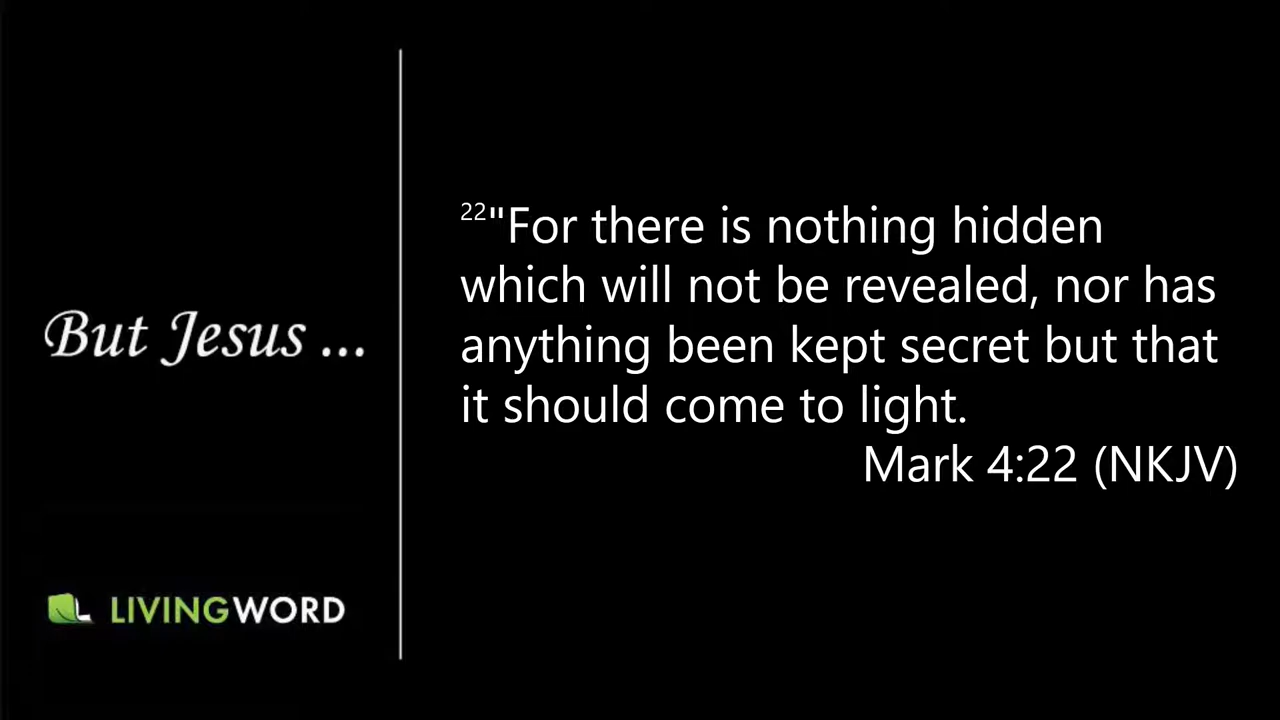 But Jesus ...
LIVINGWORD
22"For there is nothing hidden
which will not be revealed, nor has
anything been kept secret but that
it should come to light.
Mark 4:22 (NKJV)